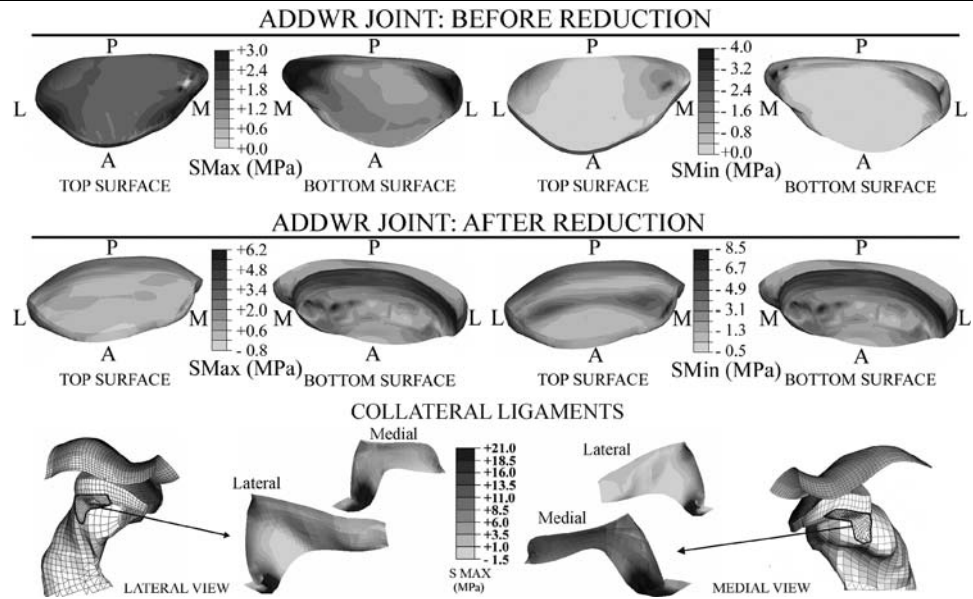 ADDWR JOINT: BEFORE REDUCTION
P
P
L
M
M
L
L
M
M
L
A
A
+3.0
+2.4
+1.8
+1.2
+0.6
+0.0
SMax (MPa)
- 4.0
- 3.2
- 2.4
- 1.6
- 0.8
+0.0
SMin (MPa)
TOP SURFACE
BOTTOM SURFACE
TOP SURFACE
BOTTOM SURFACE
ADDWR JOINT: AFTER REDUCTION
P
P
L
M
M
L
L
M
M
L
A
A
+6.2
+4.8
+3.4
+2.0
+0.6
- 0.8
SMax (MPa)
- 8.5
- 6.7
- 4.9
- 3.1
- 1.3
0.5
SMin (MPa)
TOP SURFACE
BOTTOM SURFACE
TOP SURFACE
BOTTOM SURFACE
COLLATERAL LIGAMENTS
Medial
Lateral
Lateral
Medial
+21.0
+18.5
+16.0
+13.5
+11.0
+8.5
+6.0
+3.5
+1.0
- 1.5
S MAX
(MPa)
LATERAL VIEW
MEDIAL VIEW